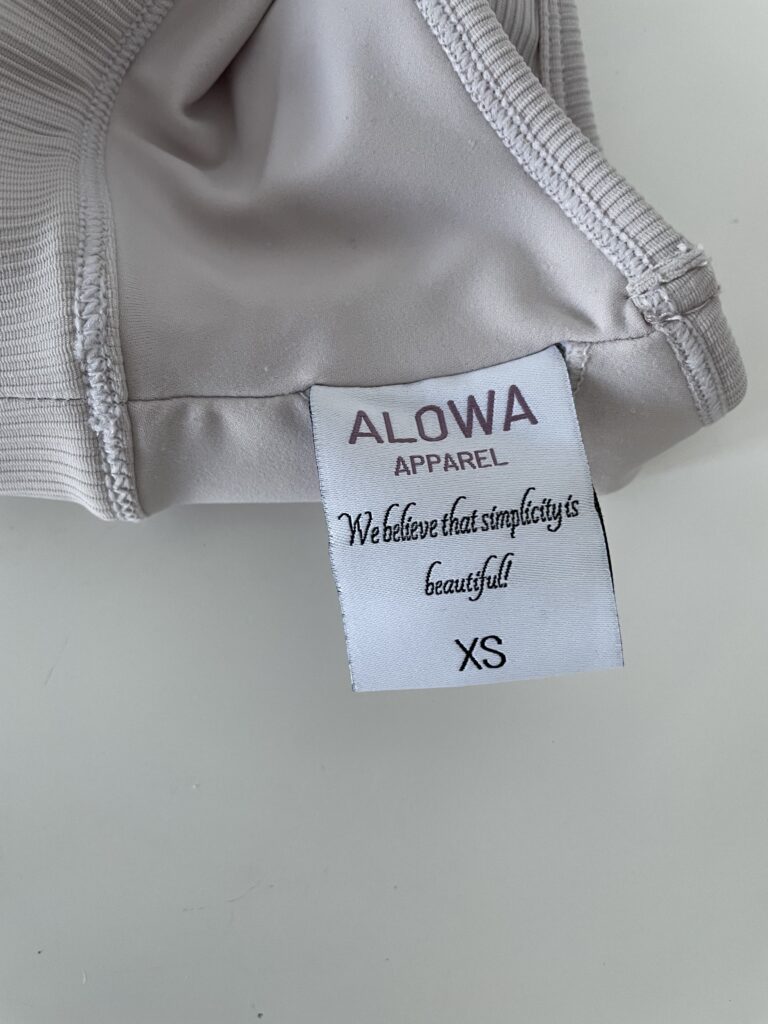 ALOWA
APPAREL
We believe that simplicity is
beautiful!
XS